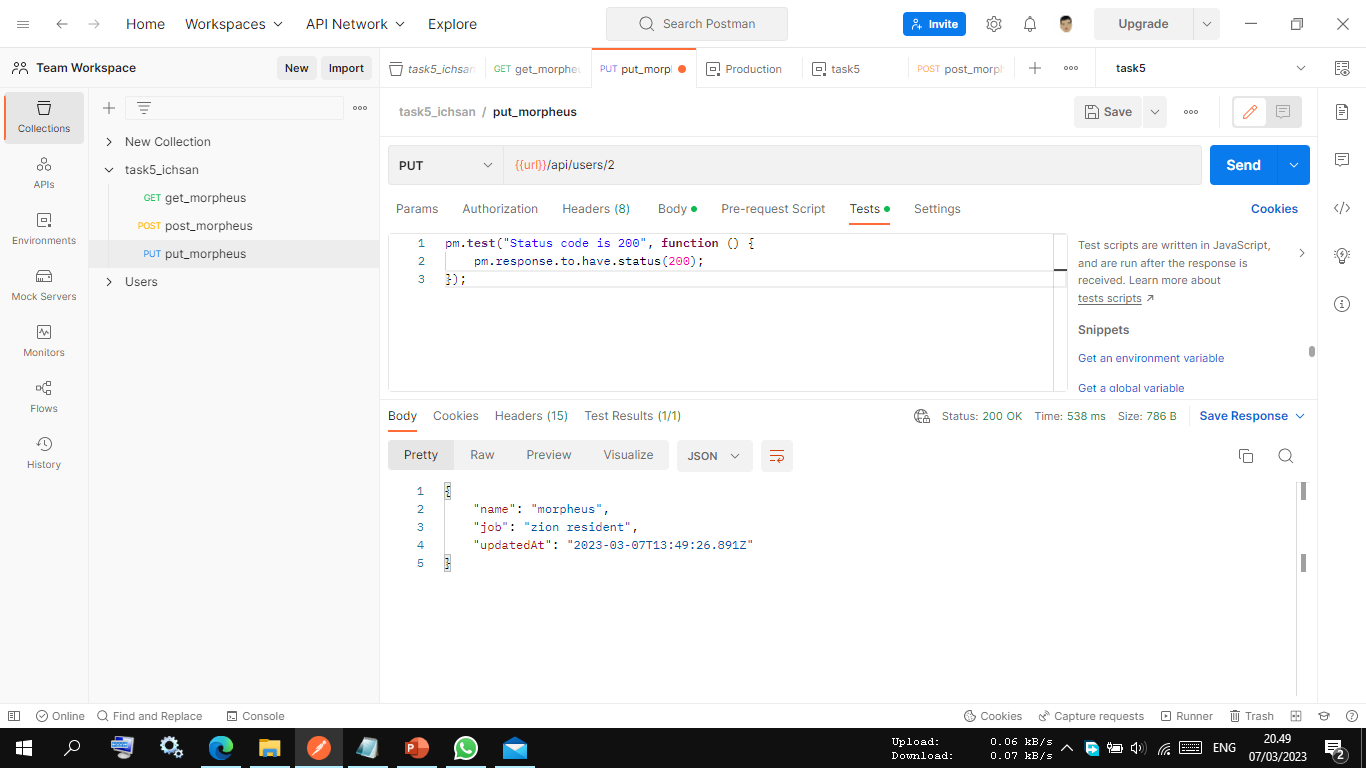 Home
Workspaces
API Network
Explore
Search Postman
Invite
Upgrade
Team Workspace
New
Import
task5_ichsan
GET get_morpheu
PUT put_morpl
Production
task5
POST post_morph
task5
Collections
APIs
Environments
Mock Servers
Monitors
Flows
History
New Collection
task5_ichsan
GET get_morpheus
POST post_morpheus
PUT put_morpheus
Users
task5_ichsan / put_morpheus
Save
PUT
{{url}}/api/users/2
Send
Params
Authorization
Headers (8)
Body
Pre-request Script
Tests
Settings
Cookies
1 pm.test("Status code is 200", function () {
2 pm.response.to.have.status(200);
3 });
Test scripts are written in JavaScript,
and are run after the response is
received. Learn more about
tests scripts
Snippets
Get an environment variable
Get a global variable
Body
Cookies
Headers (15)
Test Results (1/1)
Status: 200 OK
Time: 538 ms
Size: 786 B
Save Response
Pretty
Raw
Preview
Visualize
JSON
1 {
2 "name": "morpheus",
3 "job": "zion resident",
4 "updatedAt": "2023-03-07T13:49:26.891Z"
5 }
Online
Find and Replace
Console
Cookies
Capture requests
Runner
Trash
Upload: 0.06 kB/s
Download: 0.07 kB/s
ENG
20.49
07/03/2023
2